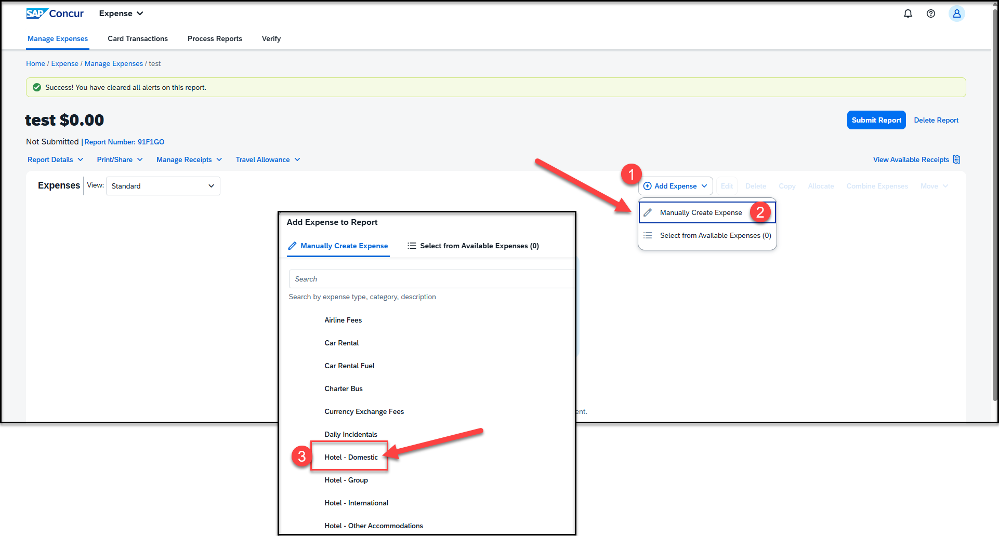 SAP Concur Expense
Manage Expenses Card Transactions Process Reports Verify
Home / Expense / Manage Expenses / test
Success! You have cleared all alerts on this report.
test $0.00
Submit Report Delete Report
Not Submitted | Report Number: 91F1GO
Report Details Print/Share Manage Receipts Travel Allowance View Available Receipts
Expenses View: Standard
1 Add Expense Edit Delete Copy Allocate Combine Expenses Move
Manually Create Expense 2
Select from Available Expenses (0)
Add Expense to Report
Manually Create Expense Select from Available Expenses (0)
Search
Search by expense type, category, description
Airline Fees
Car Rental
Car Rental Fuel
Charter Bus
Currency Exchange Fees
ent.
Daily Incidentals
3 Hotel - Domestic
Hotel - Group
Hotel - International
Hotel - Other Accommodations